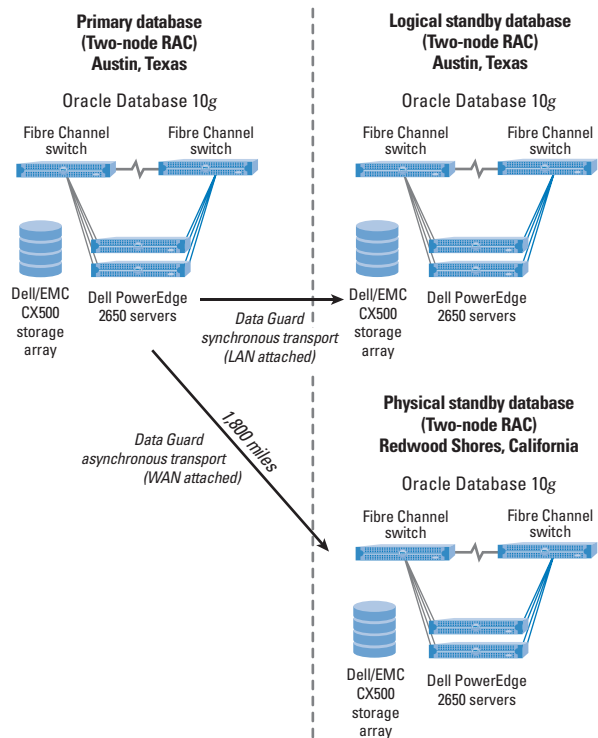 Primary database
(Two-node RAC)
Austin, Texas
Oracle Database 10g
Fibre Channel
switch
Fibre Channel
switch
Dell/EMC
CX500
storage
array
Dell PowerEdge
2650 servers
Data Guard
synchronous transport
(LAN attached)
Logical standby database
(Two-node RAC)
Austin, Texas
Oracle Database 10g
Fibre Channel
switch
Fibre Channel
switch
Dell/EMC
CX500
storage
array
Dell PowerEdge
2650 servers
1,800 miles
Data Guard
asynchronous transport
(WAN attached)
Physical standby database
(Two-node RAC)
Redwood Shores, California
Oracle Database 10g
Fibre Channel
switch
Fibre Channel
switch
Dell/EMC
CX500
storage
array
Dell PowerEdge
2650 servers